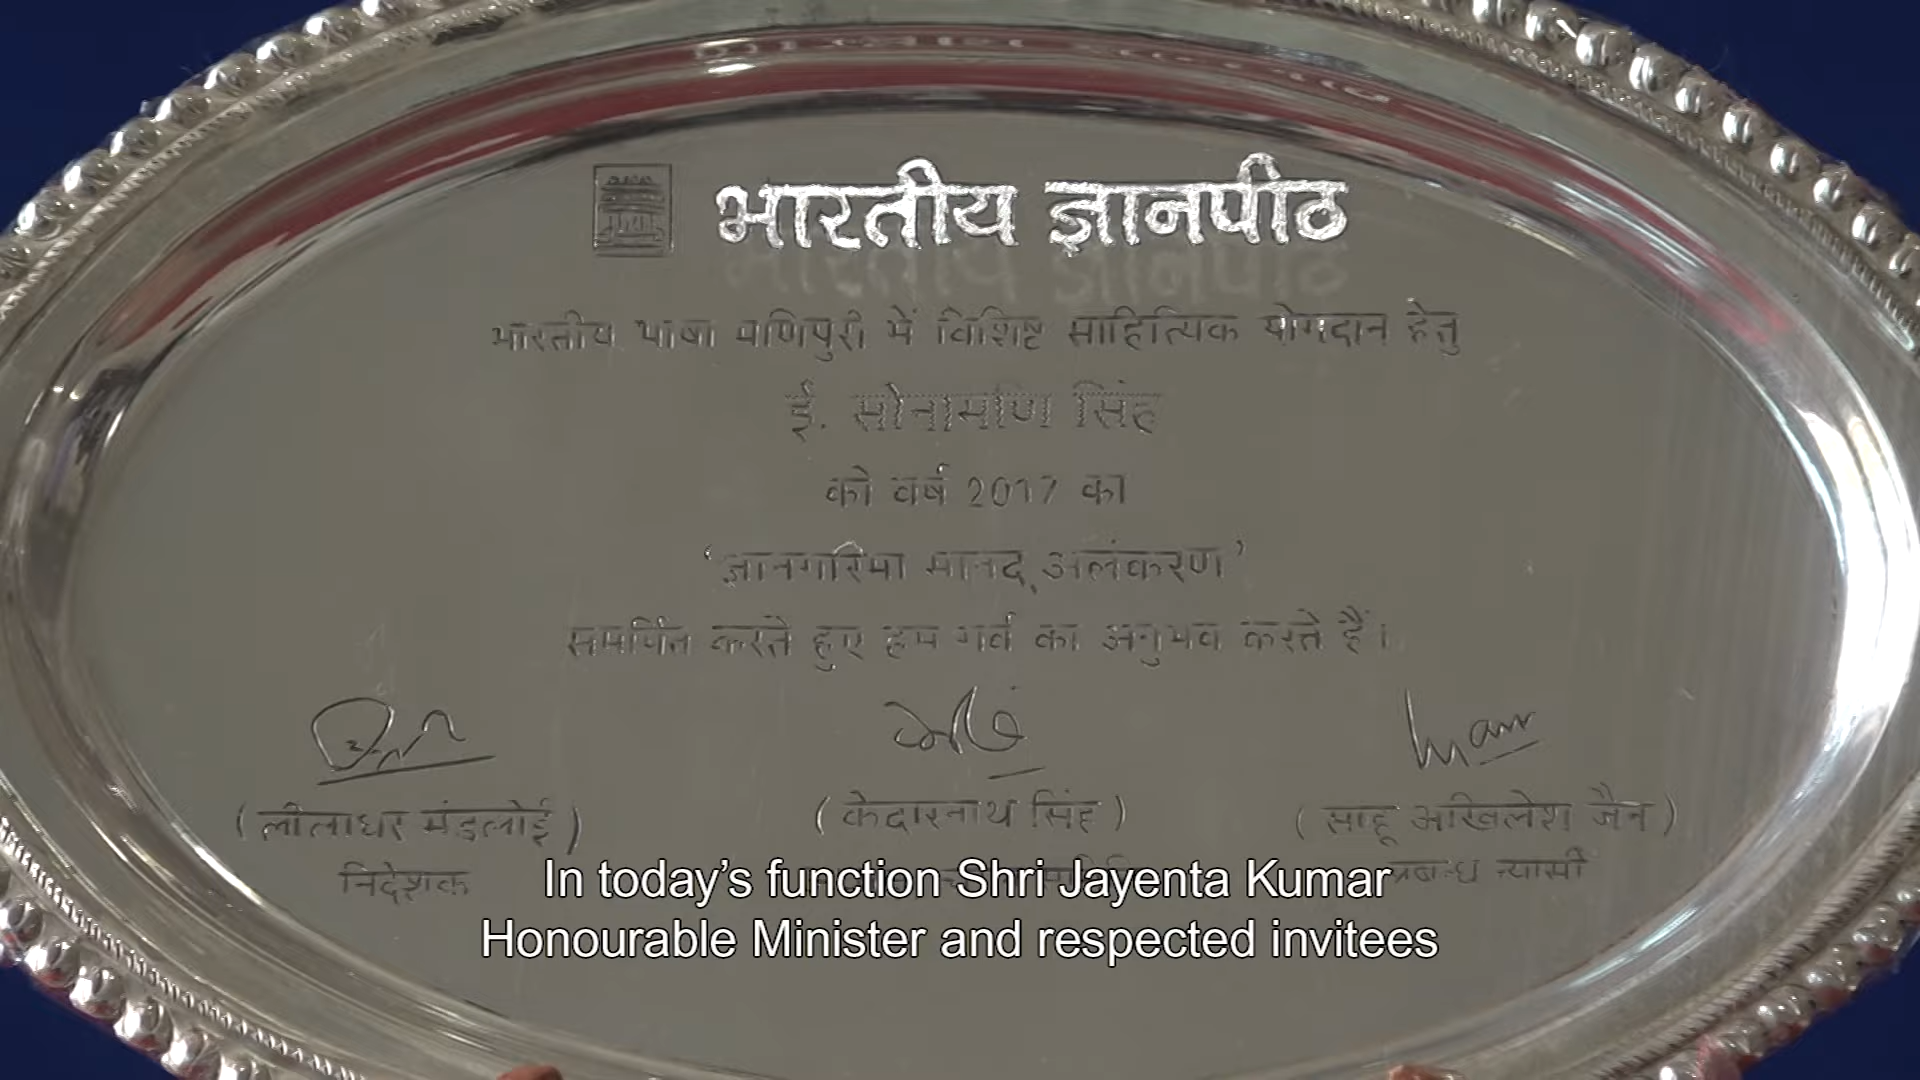 भारतीय ज्ञानपीठ
भारतीय भाषा मणिपुरी में विशिष्ट साहित्यिक योगदान हेतु
ई. सोनामणि सिंह
को वर्ष 2017 का
‘ज्ञानगरिमा मानद् अलंकरण’
समर्पित करते हुए हम गर्व का अनुभव करते हैं।
(लीलाधर मंडलोई) (केदारनाथ सिंह) (साहू अखिलेश जैन)
निदेशक प्रबन्ध न्यासी
In today’s function Shri Jayenta Kumar
Honourable Minister and respected invitees